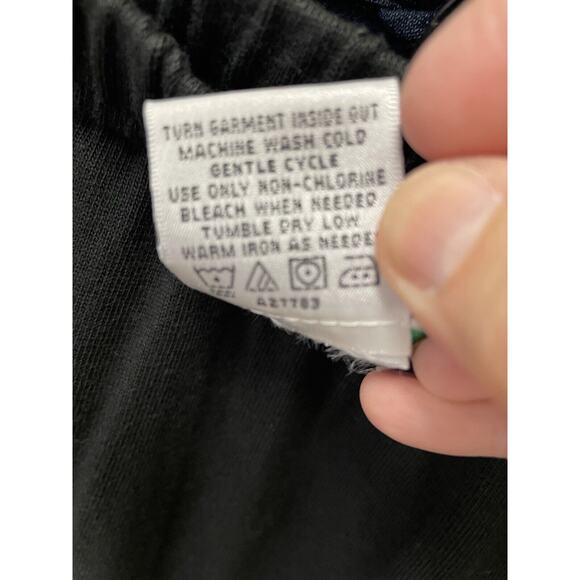 TURN GARMENT INSIDE OUT
MACHINE WASH COLD
GENTLE CYCLE
USE ONLY NON-CHLORINE
BLEACH WHEN NEEDED
TUMBLE DRY LOW
WARM IRON AS NEEDED
A27783